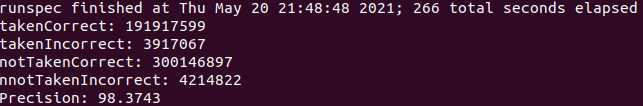 runspec finished at Thu May 20 21:48:48 2021; 266 total seconds elapsed
takenCorrect: 191917599
takenIncorrect: 3917067
notTakenCorrect: 300146897
nnotTakenIncorrect: 4214822
Precision: 98.3743